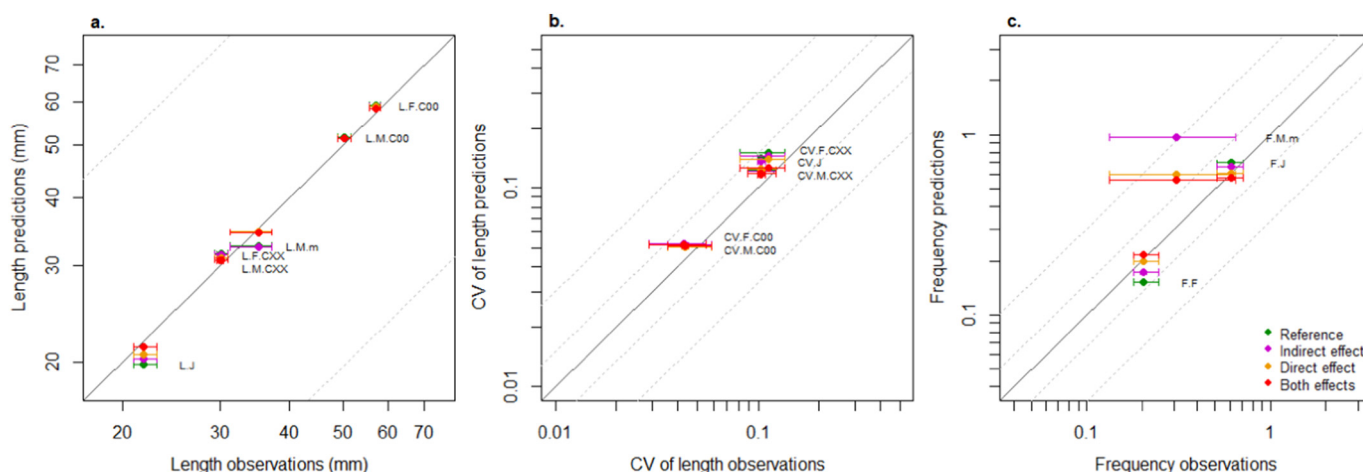 a.
Length predictions (mm)
70
60
50
40
30
20
L.F.C00
L.M.C00
L.M.m
L.F.CXX
L.M.CXX
L.J
20 30 40 50 60 70
Length observations (mm)
b.
CV of length predictions
0.1
0.01
CV.F.CXX
CV.J
CV.M.CXX
CV.F.C00
CV.M.C00
0.01 0.1
CV of length observations
c.
Frequency predictions
1
0.1
F.M.m
F.J
F.F
Reference
Indirect effect
Direct effect
Both effects
0.1 1
Frequency observations